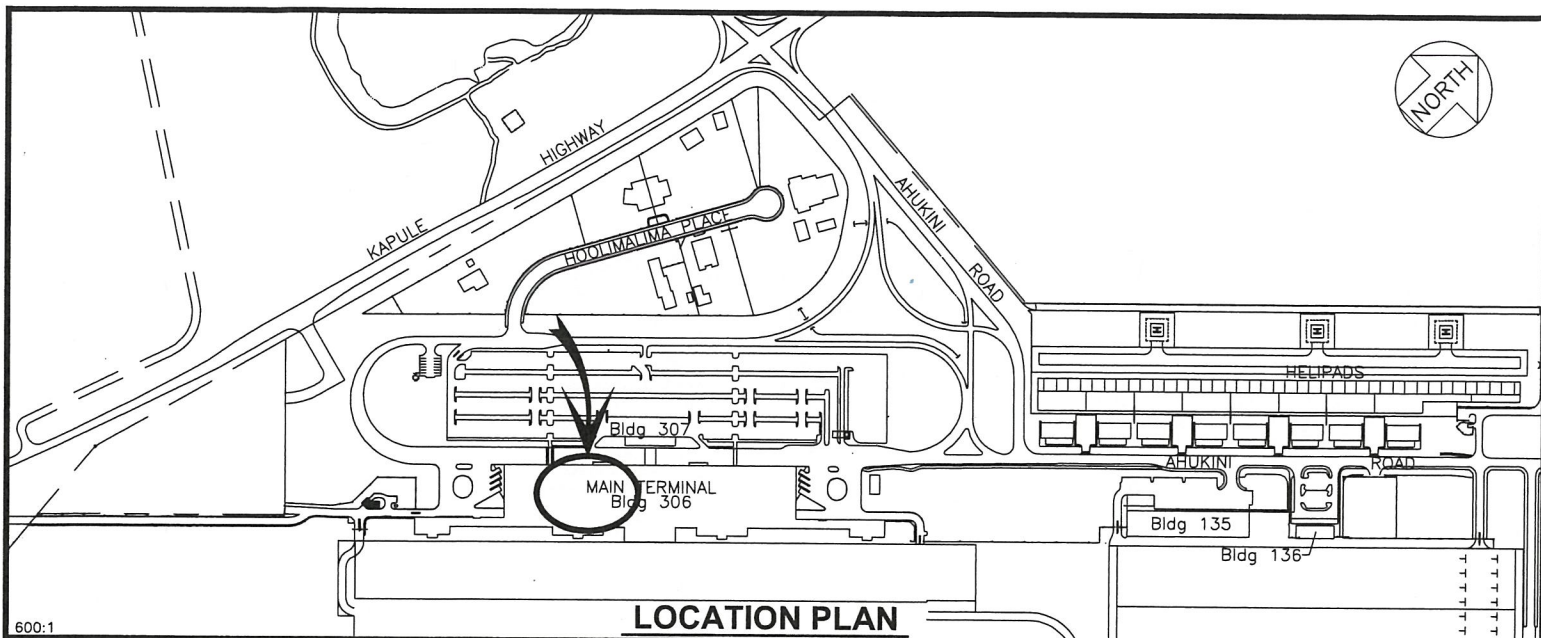 NORTH
KAPULE
HIGHWAY
HOOLIMALIMA PLACE
AHUKINI
ROAD
H
H
H
HELIPADS
Bldg 307
AHUKINI
ROAD
MAIN TERMINAL
Bldg 306
Bldg 135
Bldg 136
LOCATION PLAN
600:1